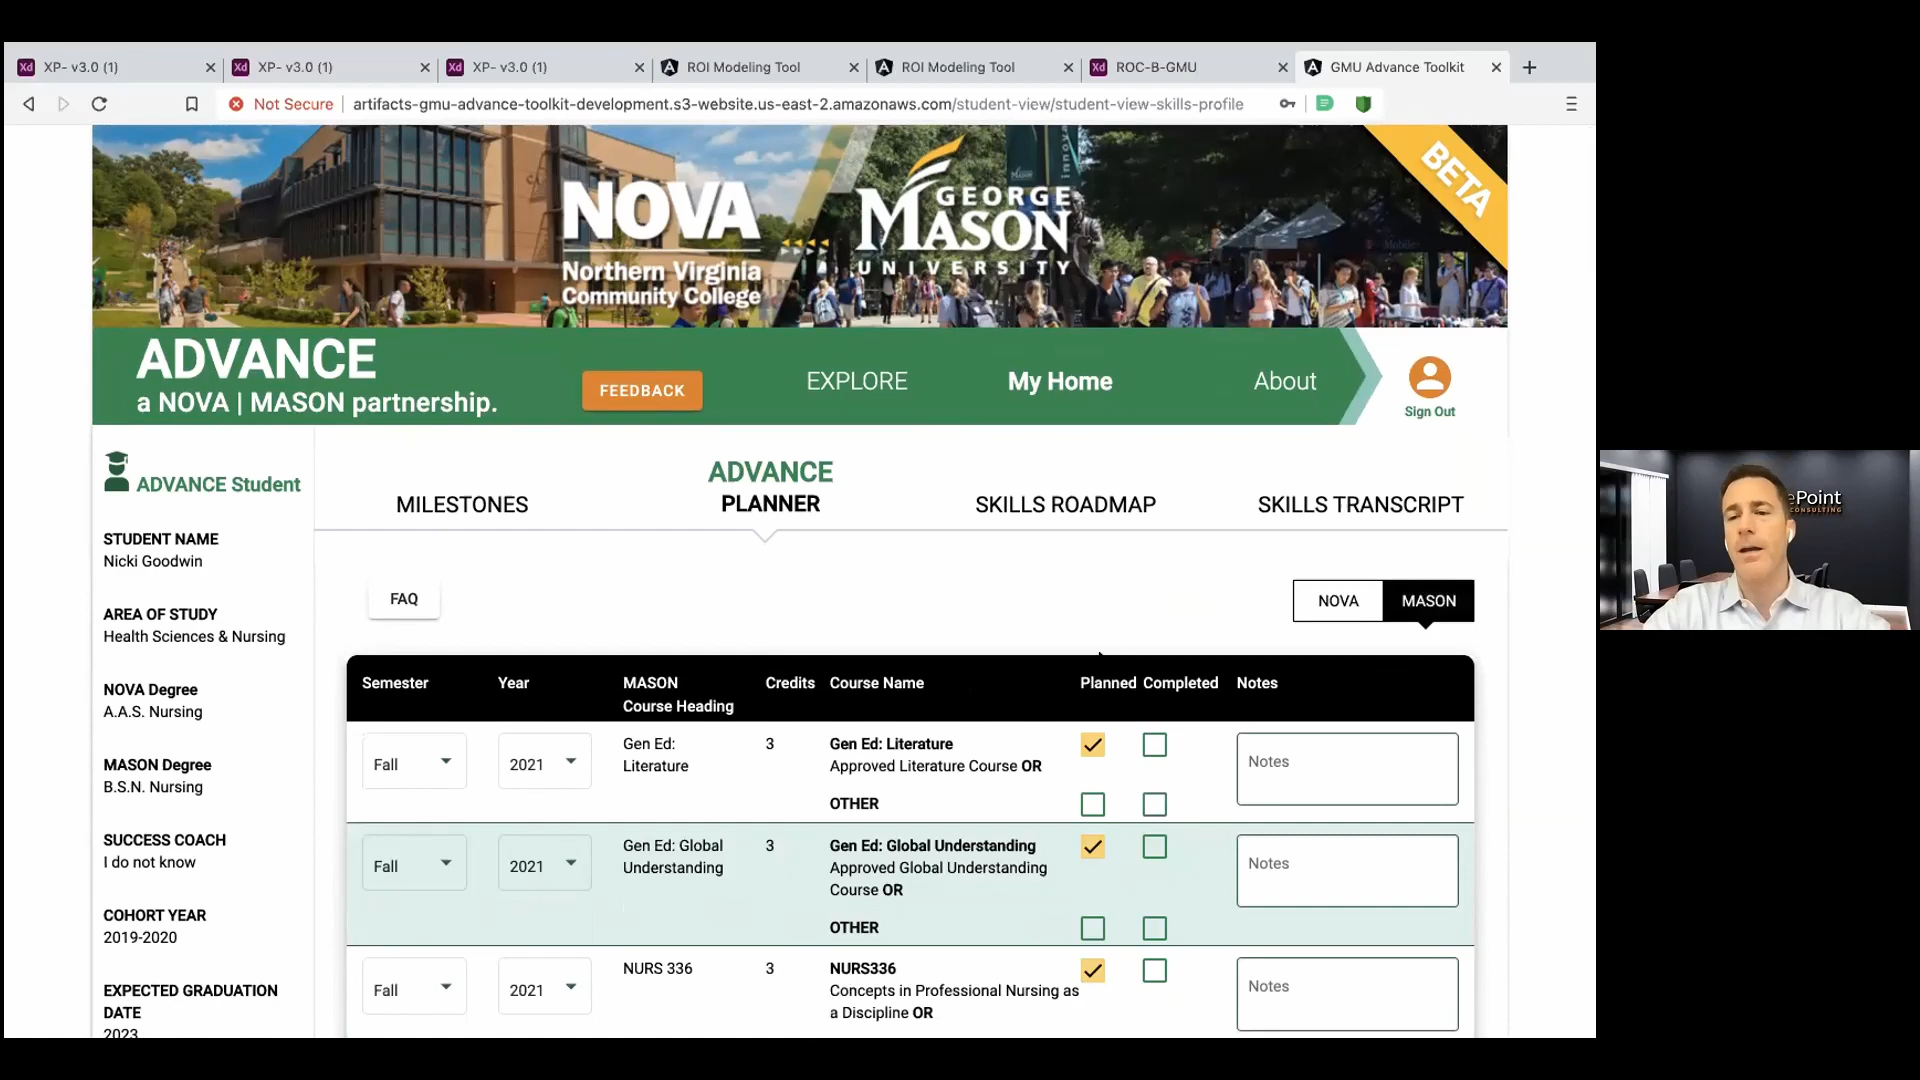 XP- v3.0 (1)
XP- v3.0 (1)
XP- v3.0 (1)
ROI Modeling Tool
ROI Modeling Tool
ROC-B-GMU
GMU Advance Toolkit
Not Secure
artifacts-gmu-advance-toolkit-development.s3-website.us-east-2.amazonaws.com/student-view/student-view-skills-profile
NOVA
Northern Virginia
Community College
GEORGE
MASON
UNIVERSITY
BETA
ADVANCE
a NOVA | MASON partnership.
FEEDBACK
EXPLORE
My Home
About
Sign Out
ADVANCE Student
STUDENT NAME
Nicki Goodwin
AREA OF STUDY
Health Sciences & Nursing
NOVA Degree
A.A.S. Nursing
MASON Degree
B.S.N. Nursing
SUCCESS COACH
I do not know
COHORT YEAR
2019-2020
EXPECTED GRADUATION
DATE
2023
MILESTONES
ADVANCE
PLANNER
SKILLS ROADMAP
SKILLS TRANSCRIPT
FAQ
NOVA
MASON
Semester
Year
MASON
Course Heading
Credits
Course Name
Planned
Completed
Notes
Fall
2021
Gen Ed:
Literature
3
Gen Ed: Literature
Approved Literature Course OR
OTHER
Notes
Fall
2021
Gen Ed: Global
Understanding
3
Gen Ed: Global Understanding
Approved Global Understanding
Course OR
OTHER
Notes
Fall
2021
NURS 336
3
NURS336
Concepts in Professional Nursing as
a Discipline OR
Notes
ePoint
CONSULTING